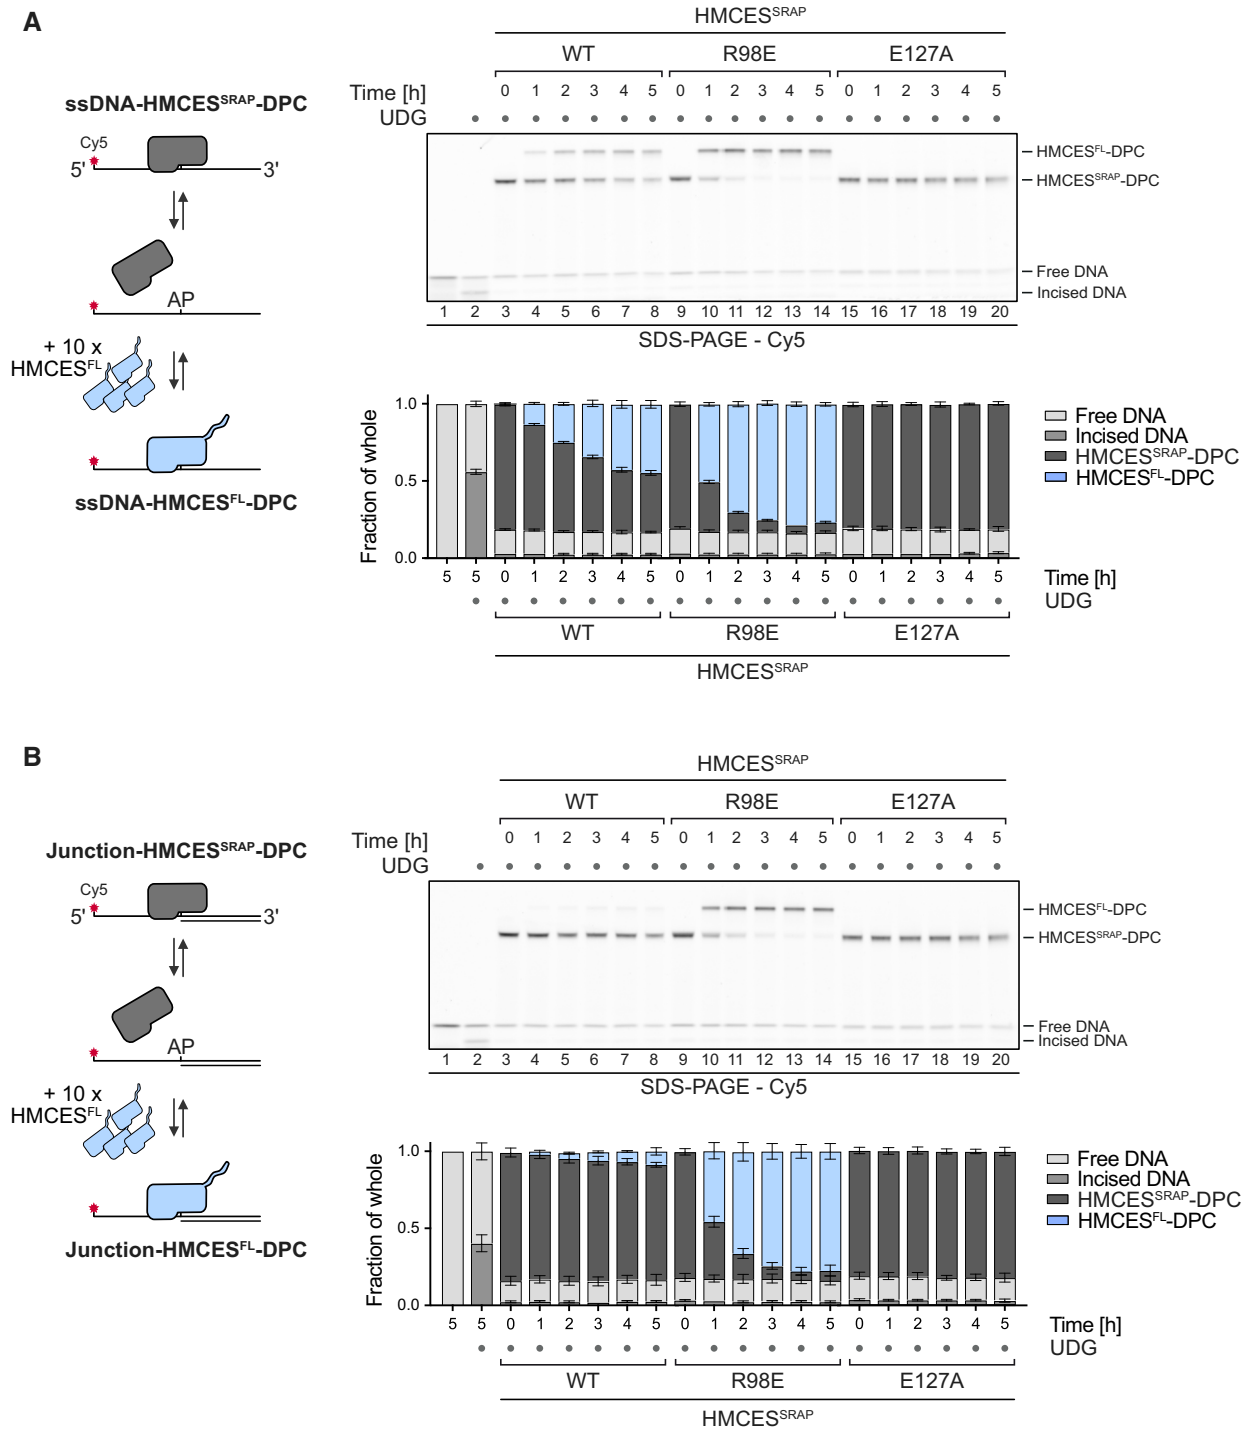 A
HMCES^SRAP
WT R98E E127A
ssDNA-HMCES^SRAP-DPC
Time [h] 0 1 2 3 4 5 0 1 2 3 4 5 0 1 2 3 4 5
UDG
Cy5
5' 3'
HMCES^FL-DPC
HMCES^SRAP-DPC
AP
Free DNA
Incised DNA
1 2 3 4 5 6 7 8 9 10 11 12 13 14 15 16 17 18 19 20
SDS-PAGE - Cy5
+ 10 x
HMCES^FL
ssDNA-HMCES^FL-DPC
Fraction of whole
1.0
0.5
0.0
Free DNA
Incised DNA
HMCES^SRAP-DPC
HMCES^FL-DPC
5 5 0 1 2 3 4 5 0 1 2 3 4 5 0 1 2 3 4 5 Time [h]
UDG
WT R98E E127A
HMCES^SRAP
B
HMCES^SRAP
WT R98E E127A
Junction-HMCES^SRAP-DPC
Time [h] 0 1 2 3 4 5 0 1 2 3 4 5 0 1 2 3 4 5
UDG
Cy5
5' 3'
HMCES^FL-DPC
HMCES^SRAP-DPC
AP
Free DNA
Incised DNA
1 2 3 4 5 6 7 8 9 10 11 12 13 14 15 16 17 18 19 20
SDS-PAGE - Cy5
+ 10 x
HMCES^FL
Junction-HMCES^FL-DPC
Fraction of whole
1.0
0.5
0.0
Free DNA
Incised DNA
HMCES^SRAP-DPC
HMCES^FL-DPC
5 5 0 1 2 3 4 5 0 1 2 3 4 5 0 1 2 3 4 5 Time [h]
UDG
WT R98E E127A
HMCES^SRAP